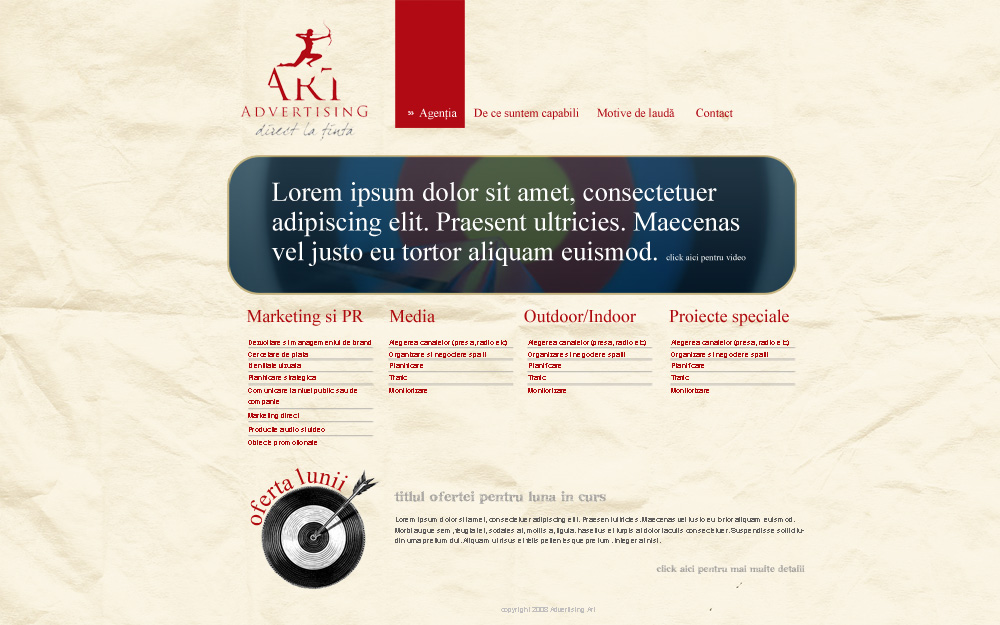 ART
ADVERTISING
direct la tinta
» Agenția
De ce suntem capabili
Motive de laudă
Contact
Lorem ipsum dolor sit amet, consectetuer
adipiscing elit. Praesent ultricies. Maecenas
vel justo eu tortor aliquam euismod. click aici pentru video
Marketing si PR
Dezvoltare si managementul de brand
Cercetare de piata
Identitate vizuala
Planificare strategica
Comunicare la nivel public sau de
companie
Marketing direct
Productie audio si video
Obiecte promotionale
Media
Alegerea canalelor (presa, radio etc)
Organizare si negociere spatii
Planificare
Trafic
Monitorizare
Outdoor/Indoor
Alegerea canalelor (presa, radio etc)
Organizare si negociere spatii
Planificare
Trafic
Monitorizare
Proiecte speciale
Alegerea canalelor (presa, radio etc)
Organizare si negociere spatii
Planificare
Trafic
Monitorizare
oferta lunii
titlul ofertei pentru luna in curs
Lorem ipsum dolor sit amet, consectetuer adipiscing elit. Praesent ultricies. Maecenas vel justo eu tortor aliquam euismod.
Morbi augue sem, feugiat et, sodales at, mollis a, ligula. Phasellus et turpis at dolor iaculis consectetuer. Suspendisse sollicitu-
din urna pretium dui. Aliquam ut risus et felis pellentesque pretium. Integer at nisl.
click aici pentru mai multe detalii
copyright 2008 Advertising Art